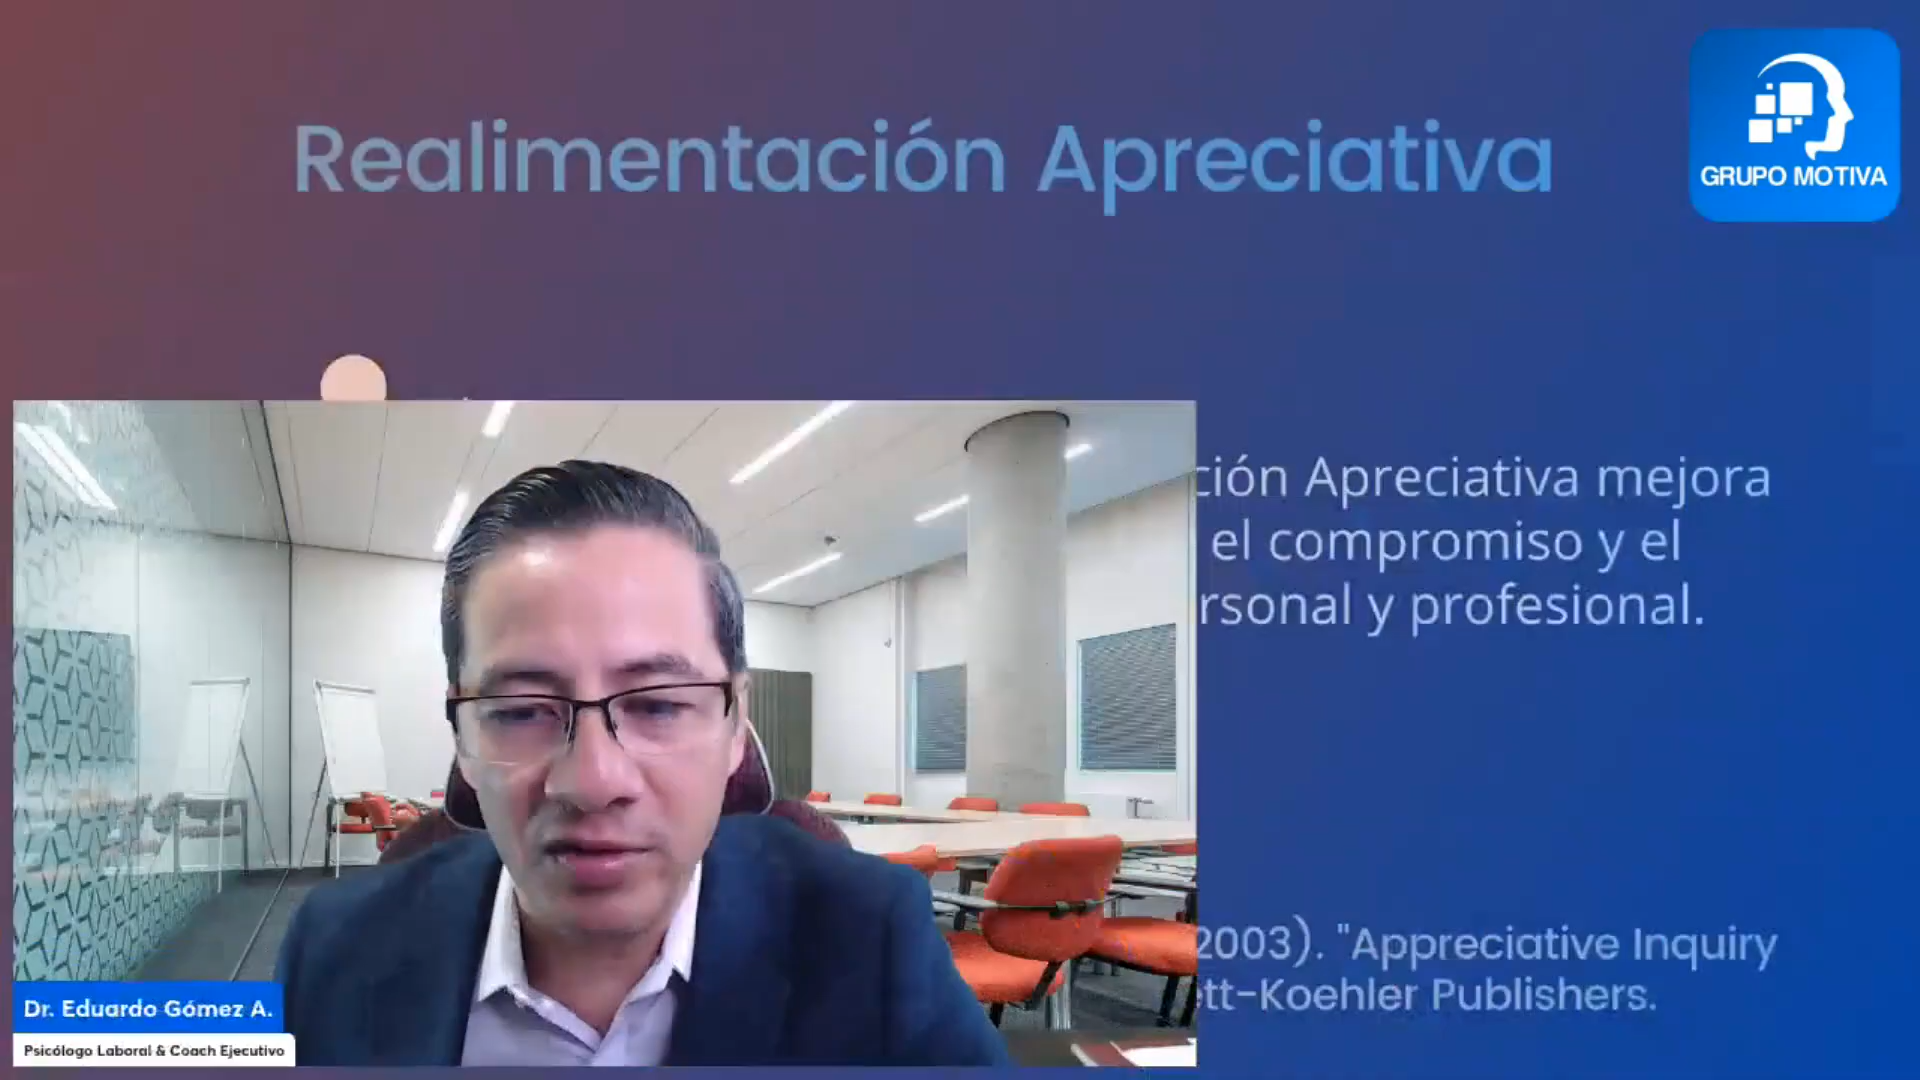 Realimentación Apreciativa
GRUPO MOTIVA
ción Apreciativa mejora
el compromiso y el
rsonal y profesional.
2003). "Appreciative Inquiry
tt-Koehler Publishers.
Dr. Eduardo Gómez A.
Psicólogo Laboral & Coach Ejecutivo